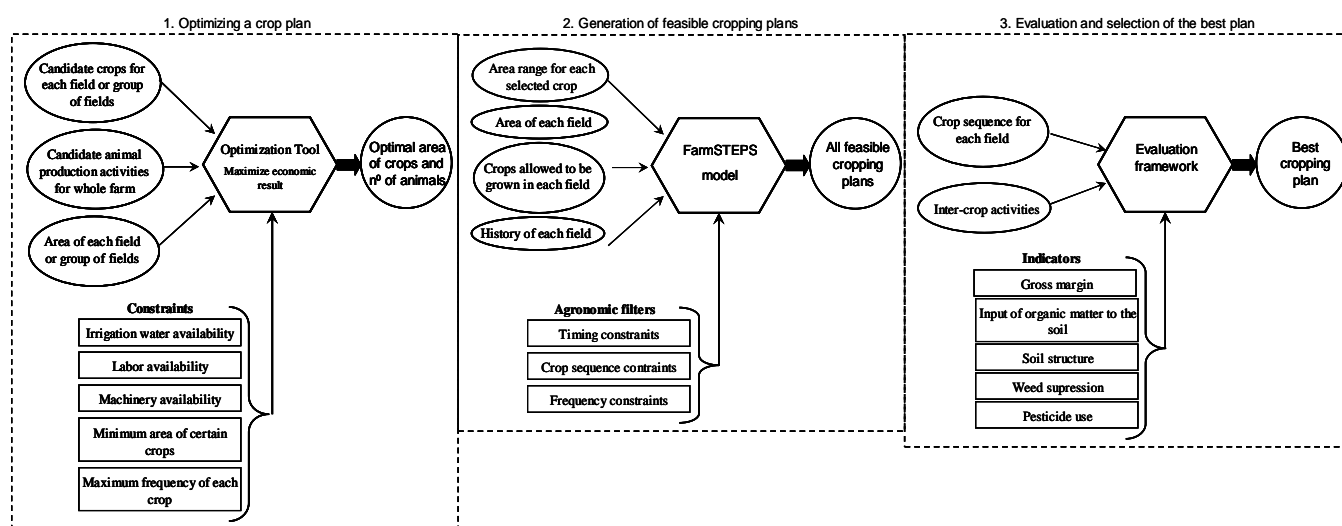 1. Optimizing a crop plan
Candidate crops for
each field or group
of fields
Candidate animal
production activities
for whole farm
Area of each field
or group of fields
Optimization Tool
Maximize economic
result
Optimal area
of crops and
nº of animals
Constraints
Irrigation water availability
Labor availability
Machinery availability
Minimum area of certain
crops
Maximum frequency of each
crop
2. Generation of feasible cropping plans
Area range for each
selected crop
Area of each field
Crops allowed to be
grown in each field
History of each field
FarmSTEPS
model
All feasible
cropping
plans
Agronomic filters
Timing constranits
Crop sequence contraints
Frequency constraints
3. Evaluation and selection of the best plan
Crop sequence for
each field
Inter-crop activities
Evaluation
framework
Best
cropping
plan
Indicators
Gross margin
Input of organic matter to the
soil
Soil structure
Weed supression
Pesticide use